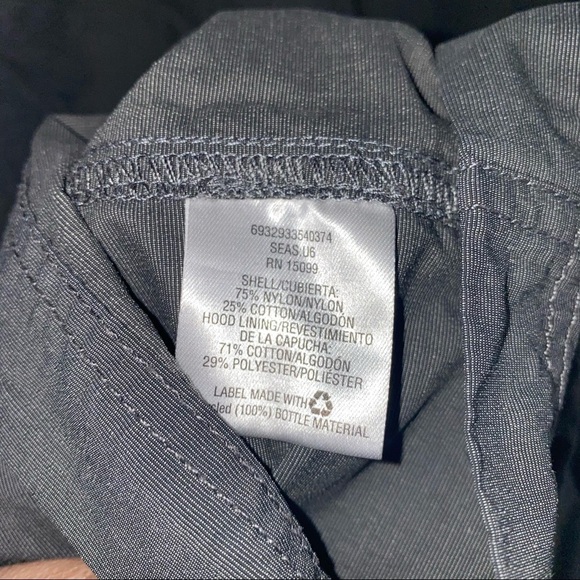 6932933540374
SEAS U6
RN 15099
SHELL/CUBIERTA:
75% NYLON/NYLON
25% COTTON/ALGODÓN
HOOD LINING/REVESTIMIENTO
DE LA CAPUCHA:
71% COTTON/ALGODÓN
29% POLYESTER/POLIÉSTER
LABEL MADE WITH
(100%) BOTTLE MATERIAL